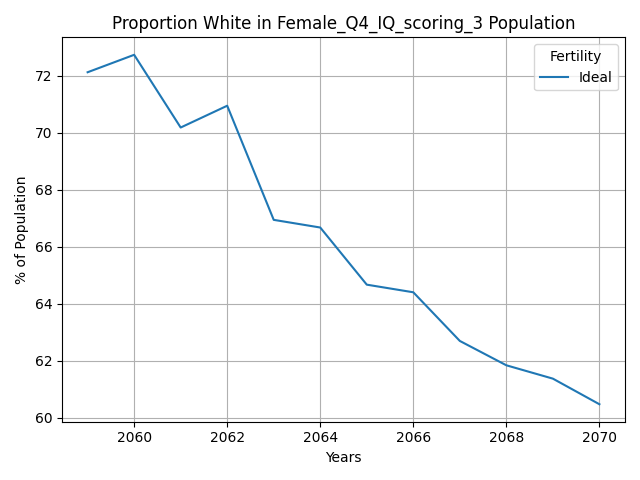 Proportion White in Female_Q4_IQ_scoring_3 Population
Fertility
Ideal
% of Population
72
70
68
66
64
62
60
2060 2062 2064 2066 2068 2070
Years